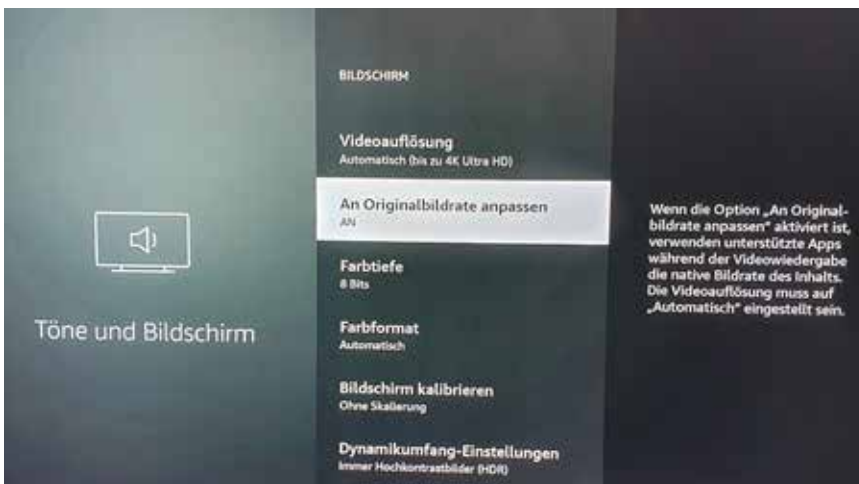 Töne und Bildschirm
BILDSCHIRM
Videoauflösung
Automatisch (bis zu 4K Ultra HD)
An Originalbildrate anpassen
AN
Farbtiefe
8 Bits
Farbformat
Automatisch
Bildschirm kalibrieren
Ohne Skalierung
Dynamikumfang-Einstellungen
Immer Hochkontrastbilder (HDR)
Wenn die Option „An Original-
bildrate anpassen“ aktiviert ist,
verwenden unterstützte Apps
während der Videowiedergabe
die native Bildrate des Inhalts.
Die Videoauflösung muss auf
„Automatisch“ eingestellt sein.